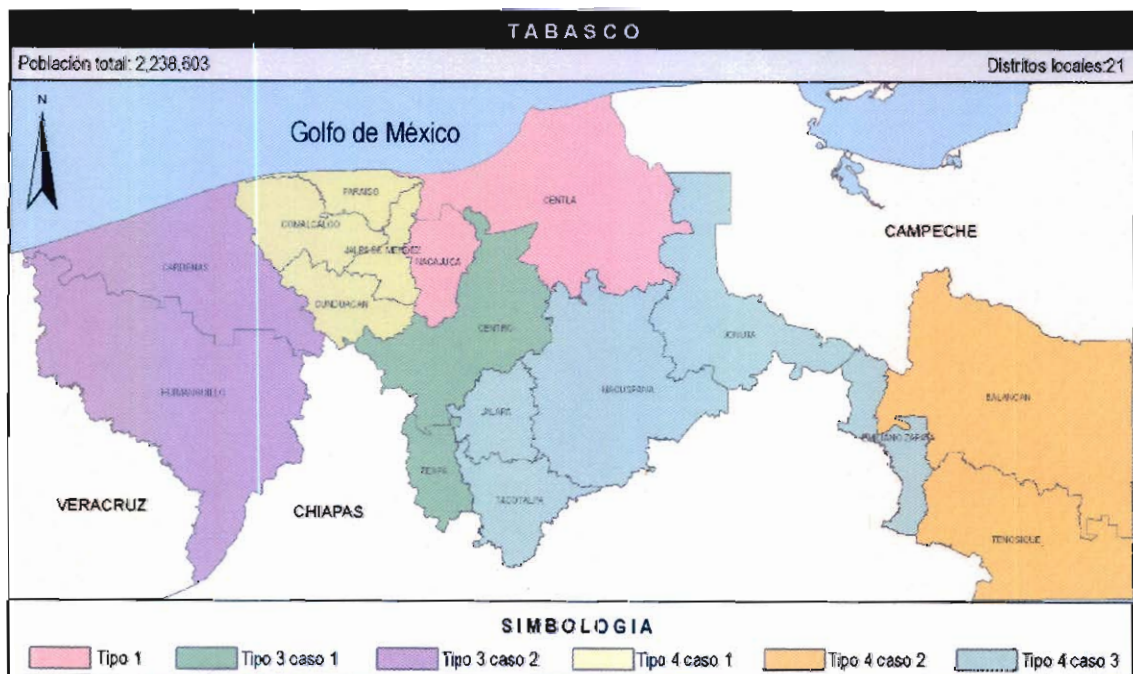 TABASCO
Población total: 2,238,603
Distritos locales:21
N
Golfo de México
PARAISO
CENTLA
COMALCALCO
CAMPECHE
JALPA DE MENDEZ
NACAJUCA
CARDENAS
CUNDUACAN
CENTRO
JONUTA
HUIMANGUILLO
MACUSPANA
BALANCAN
JALAPA
EMILIANO ZAPATA
TEAPA
VERACRUZ
CHIAPAS
TACOTALPA
TENOSIQUE
SIMBOLOGIA
Tipo 1
Tipo 3 caso 1
Tipo 3 caso 2
Tipo 4 caso 1
Tipo 4 caso 2
Tipo 4 caso 3